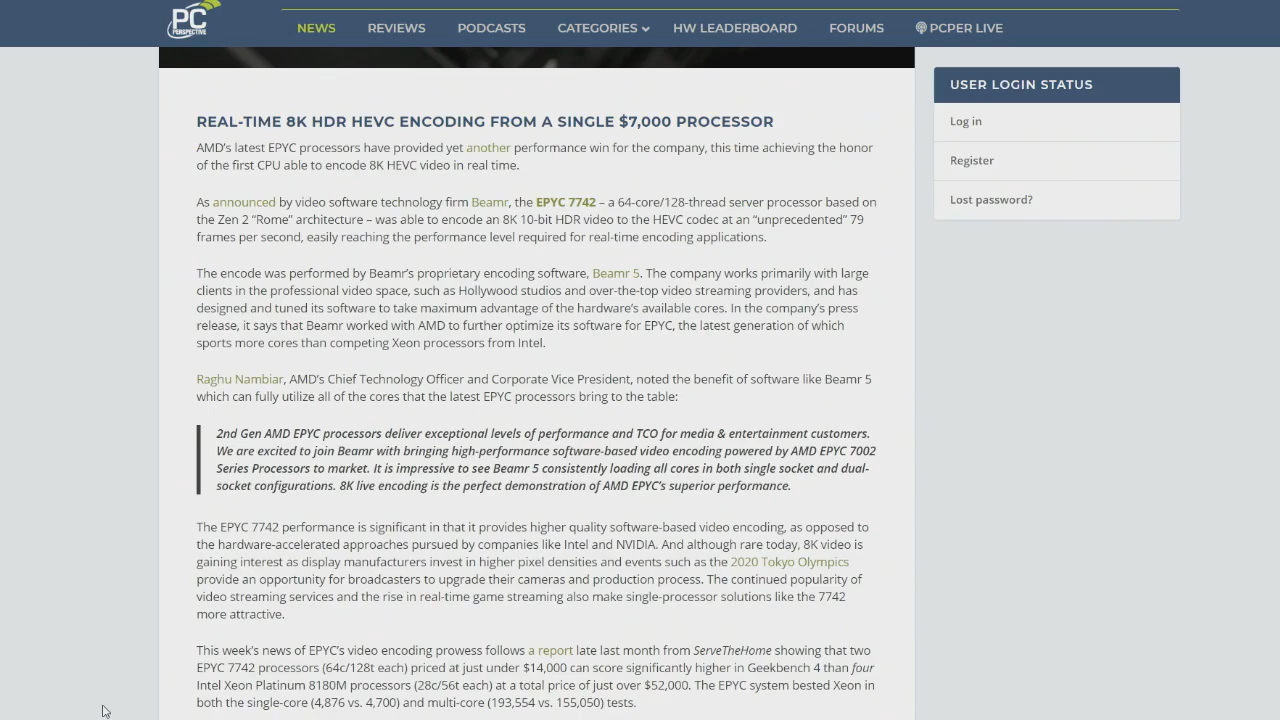 PC
PERSPECTIVE
NEWS REVIEWS PODCASTS CATEGORIES HW LEADERBOARD FORUMS PCPER LIVE
USER LOGIN STATUS
Log in
Register
Lost password?
REAL-TIME 8K HDR HEVC ENCODING FROM A SINGLE $7,000 PROCESSOR
AMD's latest EPYC processors have provided yet another performance win for the company, this time achieving the honor
of the first CPU able to encode 8K HEVC video in real time.
As announced by video software technology firm Beamr, the EPYC 7742 – a 64-core/128-thread server processor based on
the Zen 2 “Rome” architecture – was able to encode an 8K 10-bit HDR video to the HEVC codec at an “unprecedented” 79
frames per second, easily reaching the performance level required for real-time encoding applications.
The encode was performed by Beamr's proprietary encoding software, Beamr 5. The company works primarily with large
clients in the professional video space, such as Hollywood studios and over-the-top video streaming providers, and has
designed and tuned its software to take maximum advantage of the hardware's available cores. In the company's press
release, it says that Beamr worked with AMD to further optimize its software for EPYC, the latest generation of which
sports more cores than competing Xeon processors from Intel.
Raghu Nambiar, AMD's Chief Technology Officer and Corporate Vice President, noted the benefit of software like Beamr 5
which can fully utilize all of the cores that the latest EPYC processors bring to the table:
2nd Gen AMD EPYC processors deliver exceptional levels of performance and TCO for media & entertainment customers.
We are excited to join Beamr with bringing high-performance software-based video encoding powered by AMD EPYC 7002
Series Processors to market. It is impressive to see Beamr 5 consistently loading all cores in both single socket and dual-
socket configurations. 8K live encoding is the perfect demonstration of AMD EPYC's superior performance.
The EPYC 7742 performance is significant in that it provides higher quality software-based video encoding, as opposed to
the hardware-accelerated approaches pursued by companies like Intel and NVIDIA. And although rare today, 8K video is
gaining interest as display manufacturers invest in higher pixel densities and events such as the 2020 Tokyo Olympics
provide an opportunity for broadcasters to upgrade their cameras and production process. The continued popularity of
video streaming services and the rise in real-time game streaming also make single-processor solutions like the 7742
more attractive.
This week's news of EPYC's video encoding prowess follows a report late last month from ServeTheHome showing that two
EPYC 7742 processors (64c/128t each) priced at just under $14,000 can score significantly higher in Geekbench 4 than four
Intel Xeon Platinum 8180M processors (28c/56t each) at a total price of just over $52,000. The EPYC system bested Xeon in
both the single-core (4,876 vs. 4,700) and multi-core (193,554 vs. 155,050) tests.